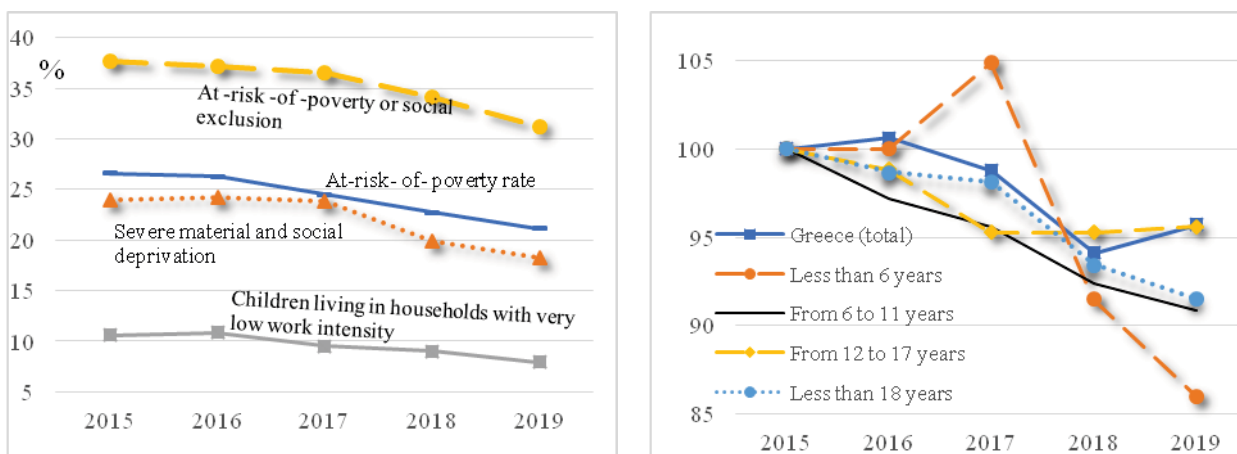 40
%
35
30
25
20
15
10
5
At -risk -of -poverty or social
exclusion
At-risk- of- poverty rate
Severe material and social
deprivation
Children living in households with very
low work intensity
2015 2016 2017 2018 2019
105
100
95
90
85
Greece (total)
Less than 6 years
From 6 to 11 years
From 12 to 17 years
Less than 18 years
2015 2016 2017 2018 2019